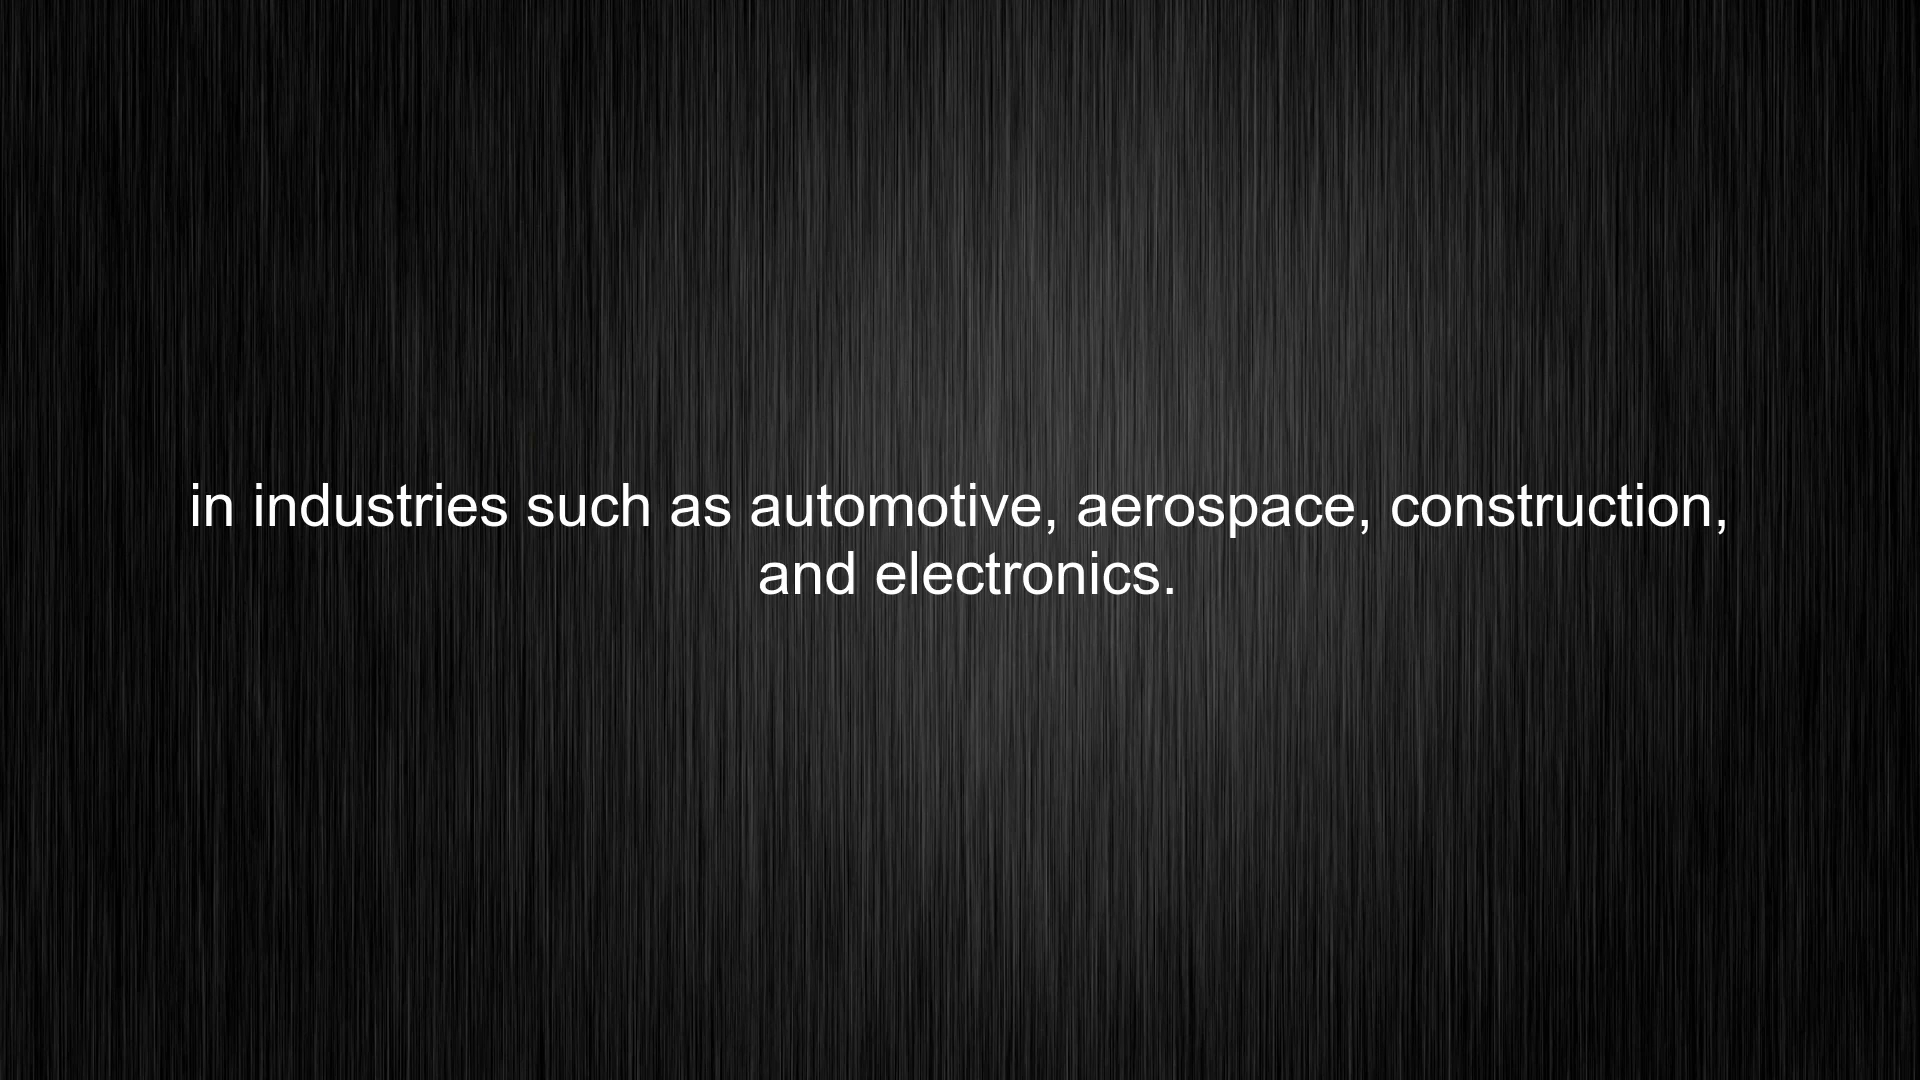 in industries such as automotive, aerospace, construction,
and electronics.